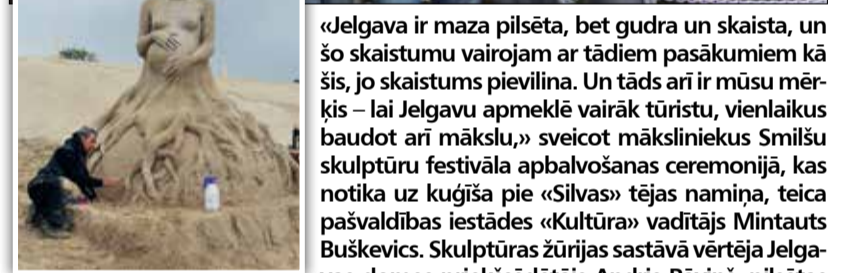 «Jelgava ir maza pilsēta, bet gudra un skaista, un
šo skaistumu vairojam ar tādiem pasākumiem kā
šis, jo skaistums pievilina. Un tāds arī ir mūsu mēr-
ķis – lai Jelgavu apmeklē vairāk tūristu, vienlaikus
baudot arī mākslu,» sveicot māksliniekus Smilšu
skulptūru festivāla apbalvošanas ceremonijā, kas
notika uz kuģīša pie «Silvas» tējas namiņa, teica
pašvaldības iestādes «Kultūra» vadītājs Mintauts
Buškevics. Skulptūras žūrijas sastāvā vērtēja Jelga-